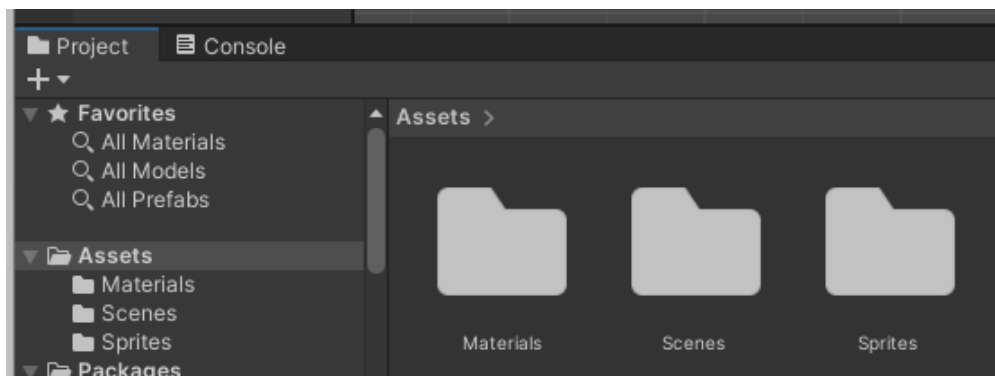 Project Console
Favorites
All Materials
All Models
All Prefabs
Assets
Materials
Scenes
Sprites
Packages
Assets >
Materials Scenes Sprites